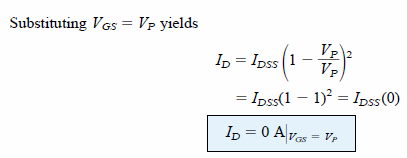 Substituting V_GS = V_P yields
I_D = I_DSS (1 − V_P/V_P)²
= I_DSS(1 − 1)² = I_DSS(0)
I_D = 0 A|V_GS = V_P